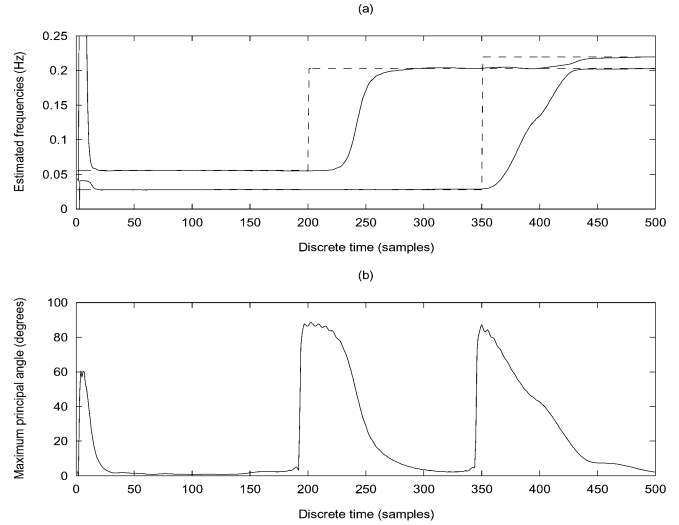 (a)
0.25
0.2
0.15
0.1
0.05
0
Estimated frequencies (Hz)
0 50 100 150 200 250 300 350 400 450 500
Discrete time (samples)
(b)
100
80
60
40
20
0
Maximum principal angle (degrees)
0 50 100 150 200 250 300 350 400 450 500
Discrete time (samples)